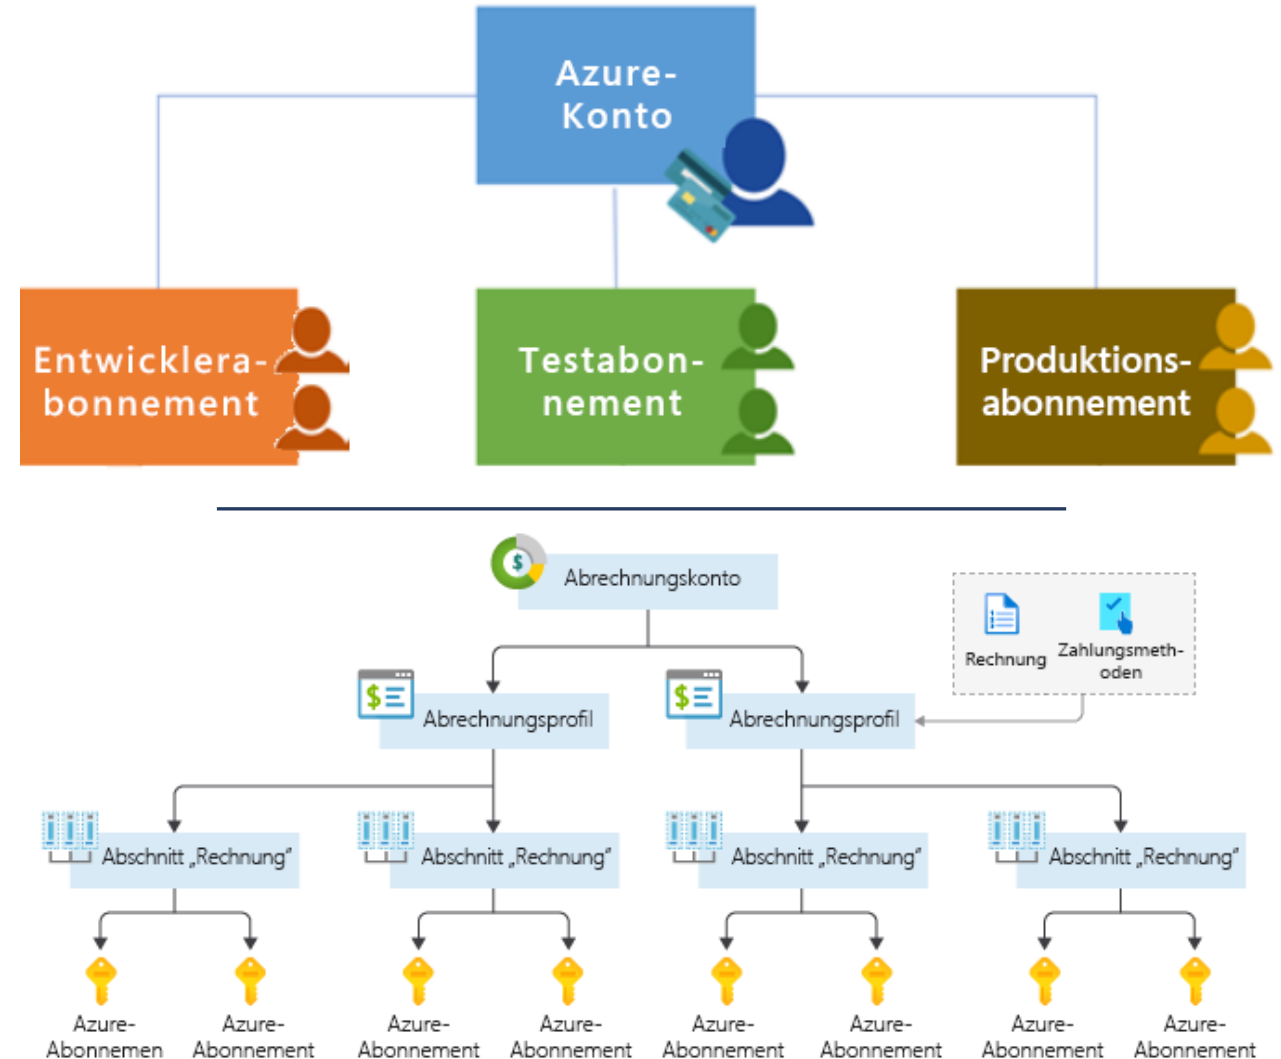 Azure-
Konto
Entwicklera-
bonnement
Testabon-
nement
Produktions-
abonnement
Abrechnungskonto
Rechnung
Zahlungsmeth-
oden
Abrechnungsprofil
Abrechnungsprofil
Abschnitt „Rechnung“
Abschnitt „Rechnung“
Abschnitt „Rechnung“
Abschnitt „Rechnung“
Azure-
Abonnemen
Azure-
Abonnement
Azure-
Abonnement
Azure-
Abonnement
Azure-
Abonnement
Azure-
Abonnement
Azure-
Abonnement
Azure-
Abonnement